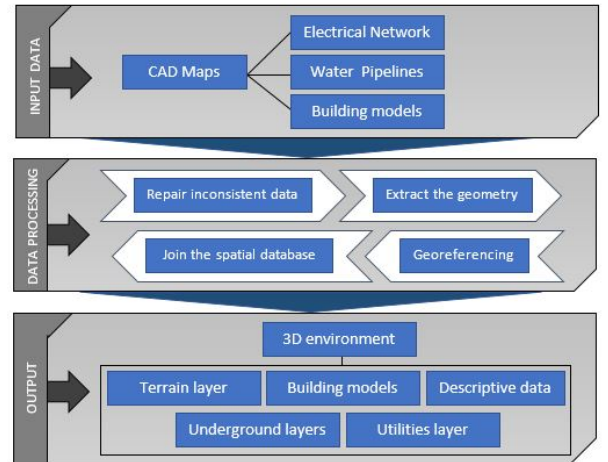 INPUT DATA
CAD Maps
Electrical Network
Water Pipelines
Building models
DATA PROCESSING
Repair inconsistent data
Extract the geometry
Join the spatial database
Georeferencing
OUTPUT
3D environment
Terrain layer
Building models
Descriptive data
Underground layers
Utilities layer